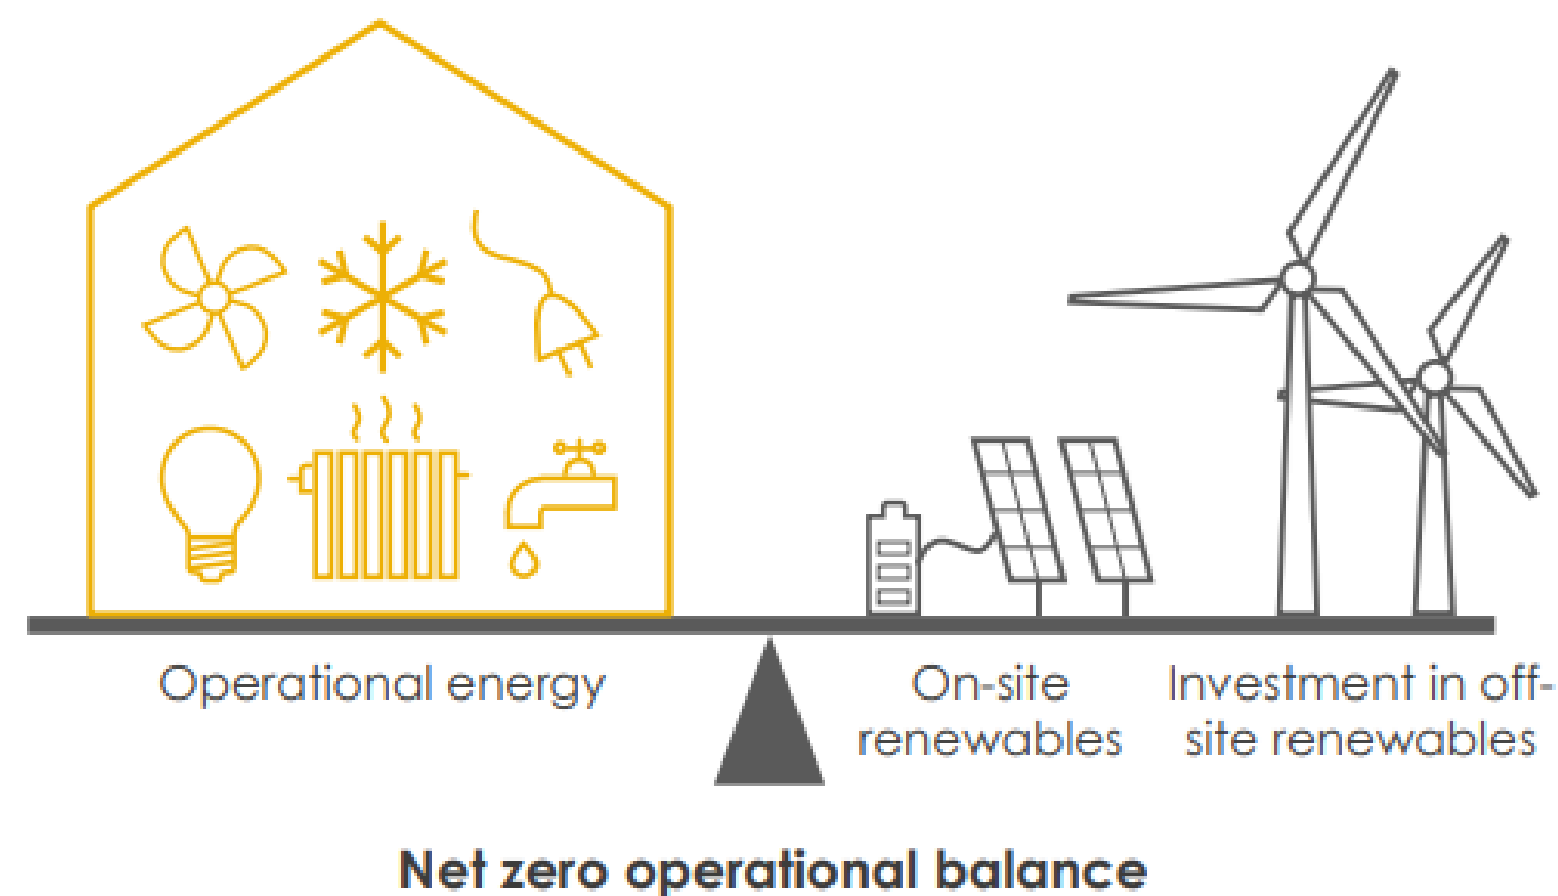 Operational energy
On-site
renewables
Investment in off-
site renewables
Net zero operational balance